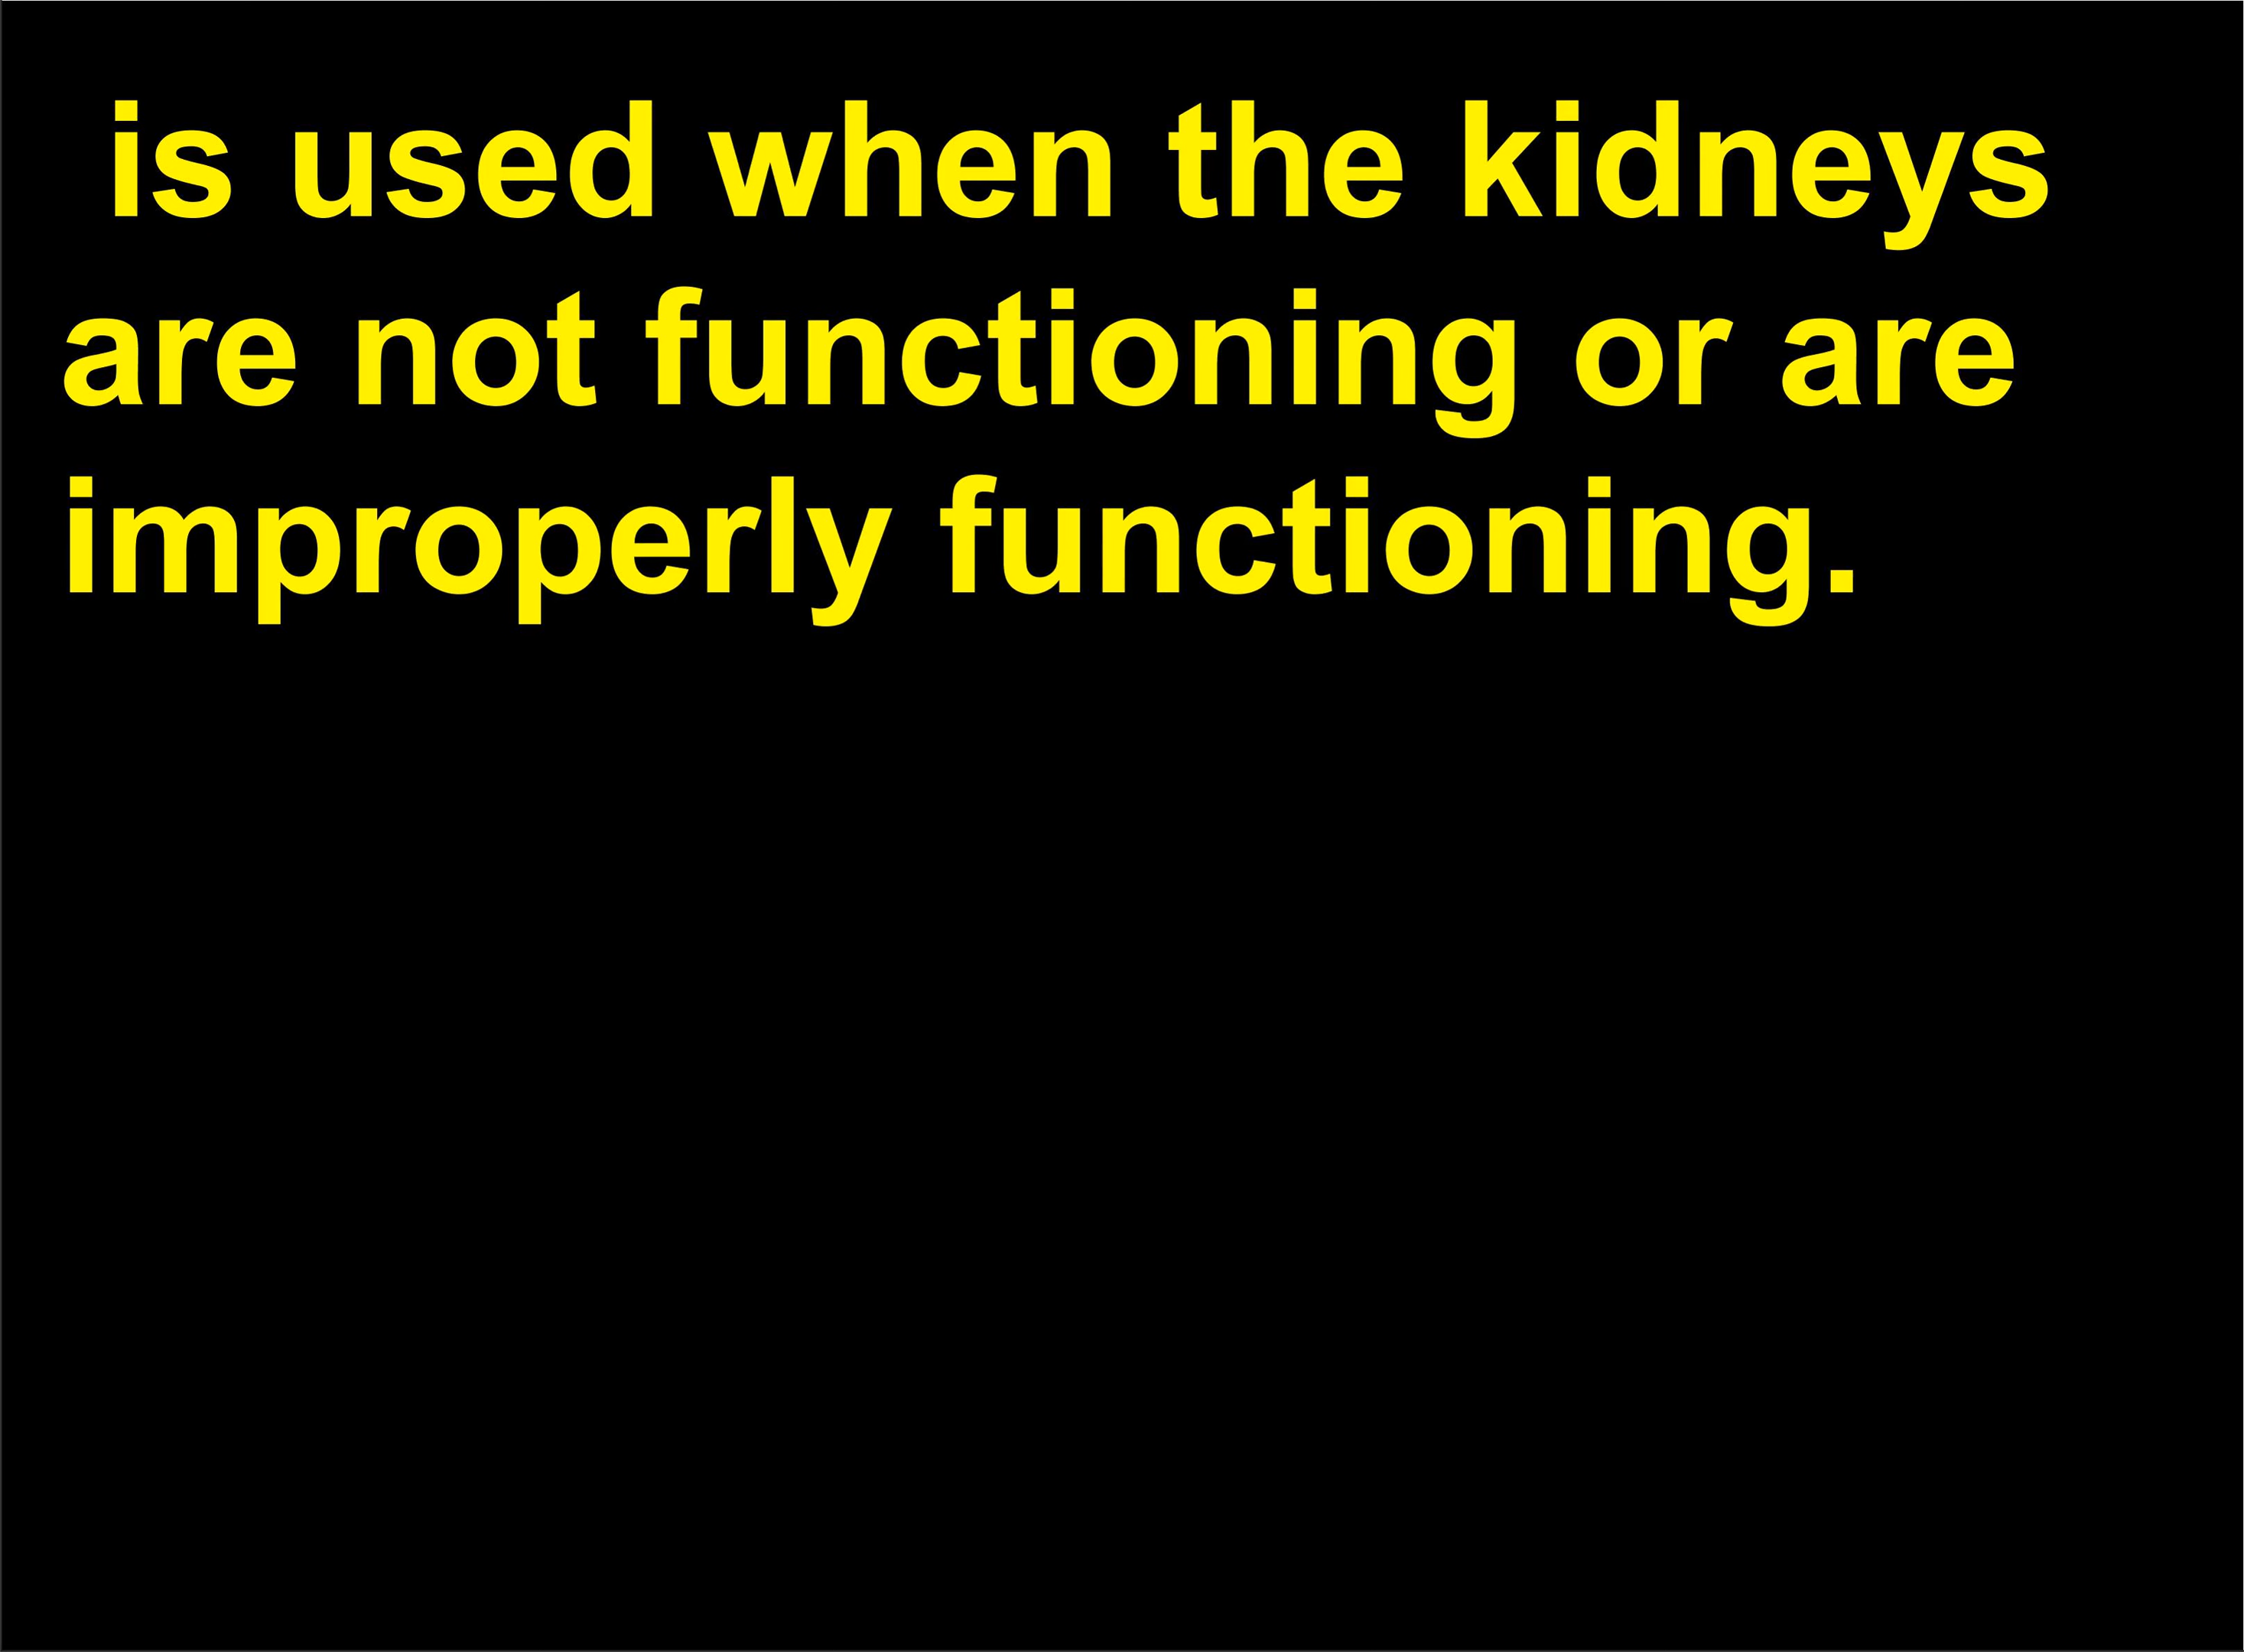 is used when the kidneys
are not functioning or are
improperly functioning.